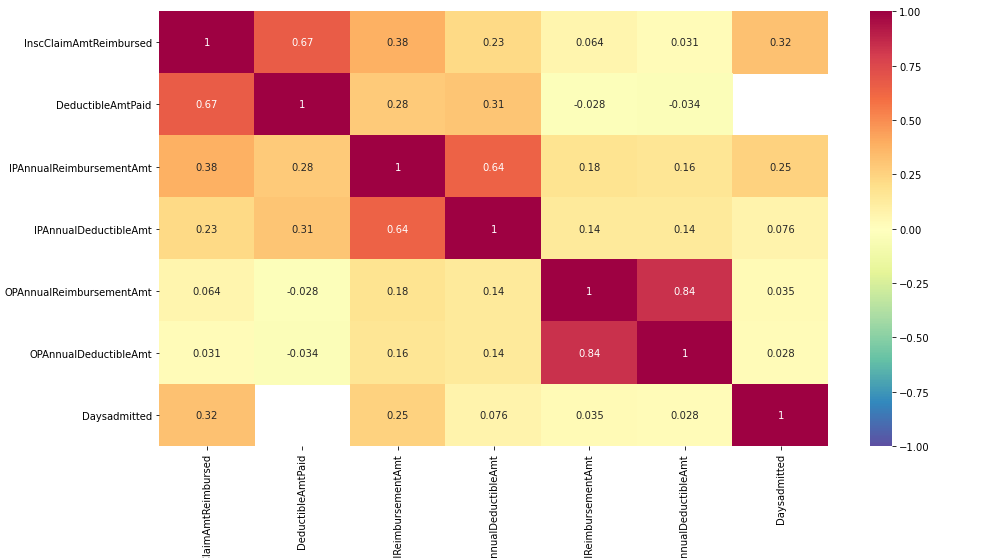 InscClaimAmtReimbursed 1 0.67 0.38 0.23 0.064 0.031 0.32
DeductibleAmtPaid 0.67 1 0.28 0.31 -0.028 -0.034
IPAnnualReimbursementAmt 0.38 0.28 1 0.64 0.18 0.16 0.25
IPAnnualDeductibleAmt 0.23 0.31 0.64 1 0.14 0.14 0.076
OPAnnualReimbursementAmt 0.064 -0.028 0.18 0.14 1 0.84 0.035
OPAnnualDeductibleAmt 0.031 -0.034 0.16 0.14 0.84 1 0.028
Daysadmitted 0.32 0.25 0.076 0.035 0.028 1
ClaimAmtReimbursed
DeductibleAmtPaid
lReimbursementAmt
nnualDeductibleAmt
lReimbursementAmt
nnualDeductibleAmt
Daysadmitted
1.00
0.75
0.50
0.25
0.00
−0.25
−0.50
−0.75
−1.00